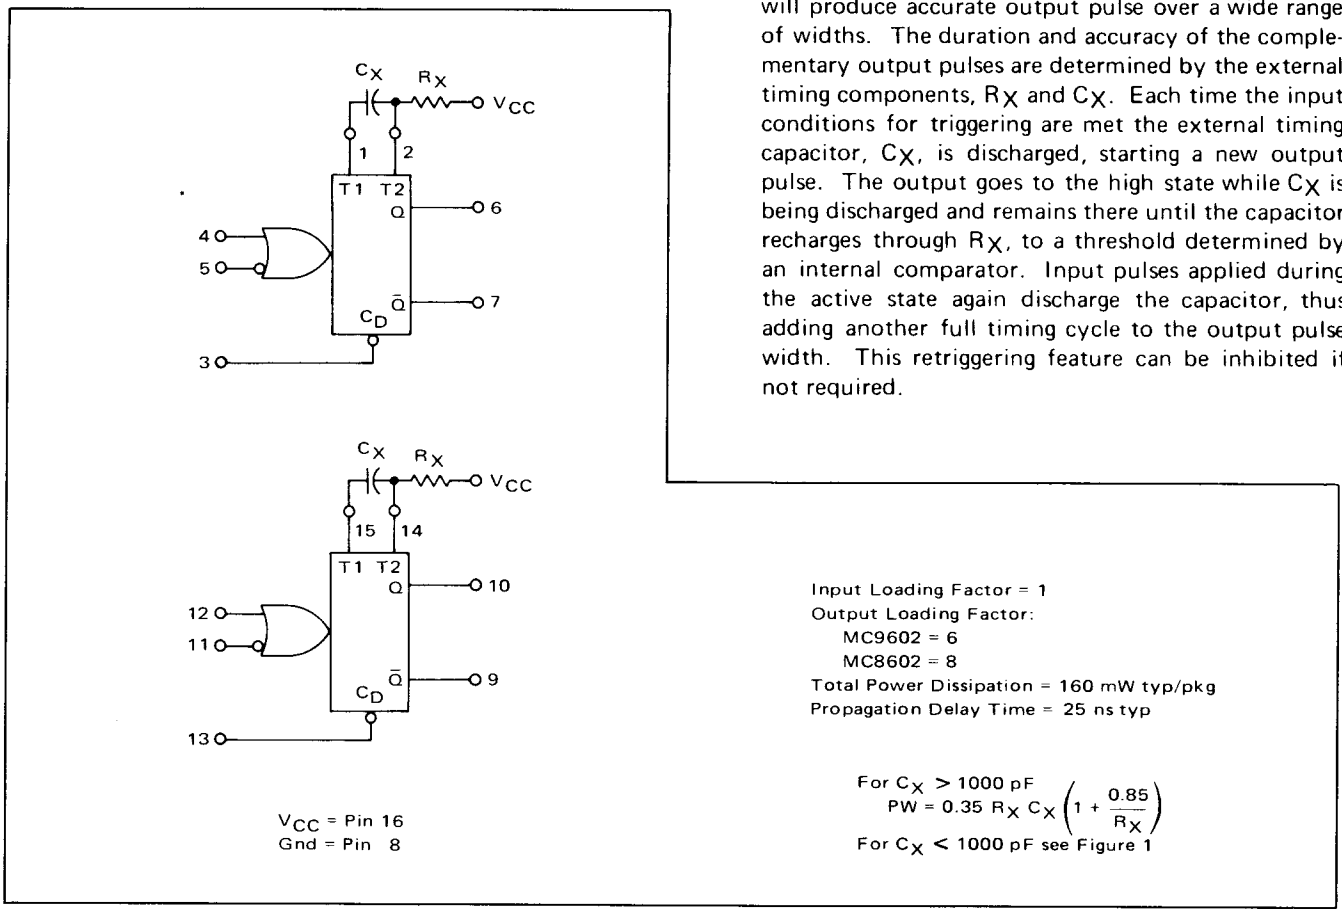 will produce accurate output pulse over a wide range
of widths. The duration and accuracy of the comple-
mentary output pulses are determined by the external
timing components, RX and CX. Each time the input
conditions for triggering are met the external timing
capacitor, CX, is discharged, starting a new output
pulse. The output goes to the high state while CX is
being discharged and remains there until the capacitor
recharges through RX, to a threshold determined by
an internal comparator. Input pulses applied during
the active state again discharge the capacitor, thus
adding another full timing cycle to the output pulse
width. This retriggering feature can be inhibited if
not required.
CX RX VCC
1 2
T1 T2
Q 6
4
5
Q̄ 7
CD
3
CX RX VCC
15 14
T1 T2
Q 10
12
11
Q̄ 9
CD
13
VCC = Pin 16
Gnd = Pin 8
Input Loading Factor = 1
Output Loading Factor:
MC9602 = 6
MC8602 = 8
Total Power Dissipation = 160 mW typ/pkg
Propagation Delay Time = 25 ns typ
For CX > 1000 pF
PW = 0.35 RX CX (1 + 0.85/RX)
For CX < 1000 pF see Figure 1